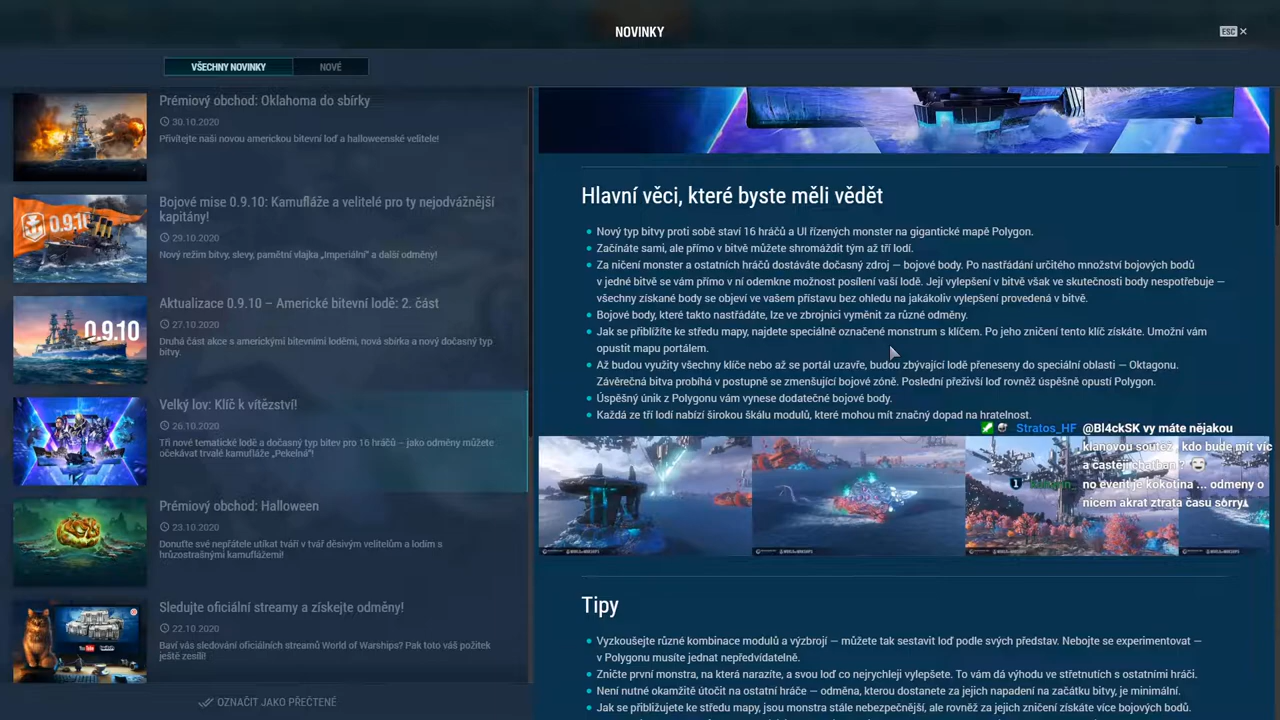 NOVINKY
ESC ×
VŠECHNY NOVINKY
NOVÉ
Prémiový obchod: Oklahoma do sbírky
30.10.2020
Přivítejte naši novou americkou bitevní loď a halloweenské velitele!
0.9.10
Bojové mise 0.9.10: Kamufláže a velitelé pro ty nejodvážnější
kapitány!
29.10.2020
Nový režim bitvy, slevy, pamětní vlajka „Imperiální“ a další odměny!
0.9.10
Aktualizace 0.9.10 – Americké bitevní lodě: 2. část
27.10.2020
Druhá část akce s americkými bitevními loděmi, nová sbírka a nový dočasný typ
bitvy.
Velký lov: Klíč k vítězství!
26.10.2020
Tři nové tematické lodě a dočasný typ bitev pro 16 hráčů – jako odměny můžete
očekávat trvalé kamufláže „Pekelná“!
Prémiový obchod: Halloween
23.10.2020
Donuťte své nepřátele utíkat tváří v tvář děsivým velitelům a lodím s
hrůzostrašnými kamuflážemi!
Sledujte oficiální streamy a získejte odměny!
22.10.2020
Baví vás sledování oficiálních streamů World of Warships? Pak toto váš požitek
ještě zesílí!
OZNAČIT JAKO PŘEČTENÉ
Hlavní věci, které byste měli vědět
Nový typ bitvy proti sobě staví 16 hráčů a UI řízených monster na gigantické mapě Polygon.
Začínáte sami, ale přímo v bitvě můžete shromáždit tým až tří lodí.
Za ničení monster a ostatních hráčů dostáváte dočasný zdroj — bojové body. Po nastřádání určitého množství bojových bodů
v jedné bitvě se vám přímo v ní odemkne možnost posílení vaší lodě. Její vylepšení v bitvě však ve skutečnosti body nespotřebuje —
všechny získané body se objeví ve vašem přístavu bez ohledu na jakákoliv vylepšení provedená v bitvě.
Bojové body, které takto nastřádáte, lze ve zbrojnici vyměnit za různé odměny.
Jak se přiblížíte ke středu mapy, najdete speciálně označené monstrum s klíčem. Po jeho zničení tento klíč získáte. Umožní vám
opustit mapu portálem.
Až budou využity všechny klíče nebo až se portál uzavře, budou zbývající lodě přeneseny do speciální oblasti — Oktagonu.
Závěrečná bitva probíhá v postupně se zmenšující bojové zóně. Poslední přeživší loď rovněž úspěšně opustí Polygon.
Úspěšný únik z Polygonu vám vynese dodatečné bojové body.
Každá ze tří lodí nabízí širokou škálu modulů, které mohou mít značný dopad na hratelnost.
Stratos_HF @Bl4ckSK vy máte nějakou
klanovou soutež, kdo bude mít víc
a častěji chatban ?
no event je kokotina ... odmeny o
nicem akrat ztrata času sorry
Tipy
Vyzkoušejte různé kombinace modulů a výzbrojí — můžete tak sestavit loď podle svých představ. Nebojte se experimentovat —
v Polygonu musíte jednat nepředvídatelně.
Zničte první monstra, na která narazíte, a svou loď co nejrychleji vylepšete. To vám dá výhodu ve střetnutích s ostatními hráči.
Není nutné okamžitě útočit na ostatní hráče — odměna, kterou dostanete za jejich napadení na začátku bitvy, je minimální.
Jak se přibližujete ke středu mapy, jsou monstra stále nebezpečnější, ale rovněž za jejich zničení získáte více bojových bodů.